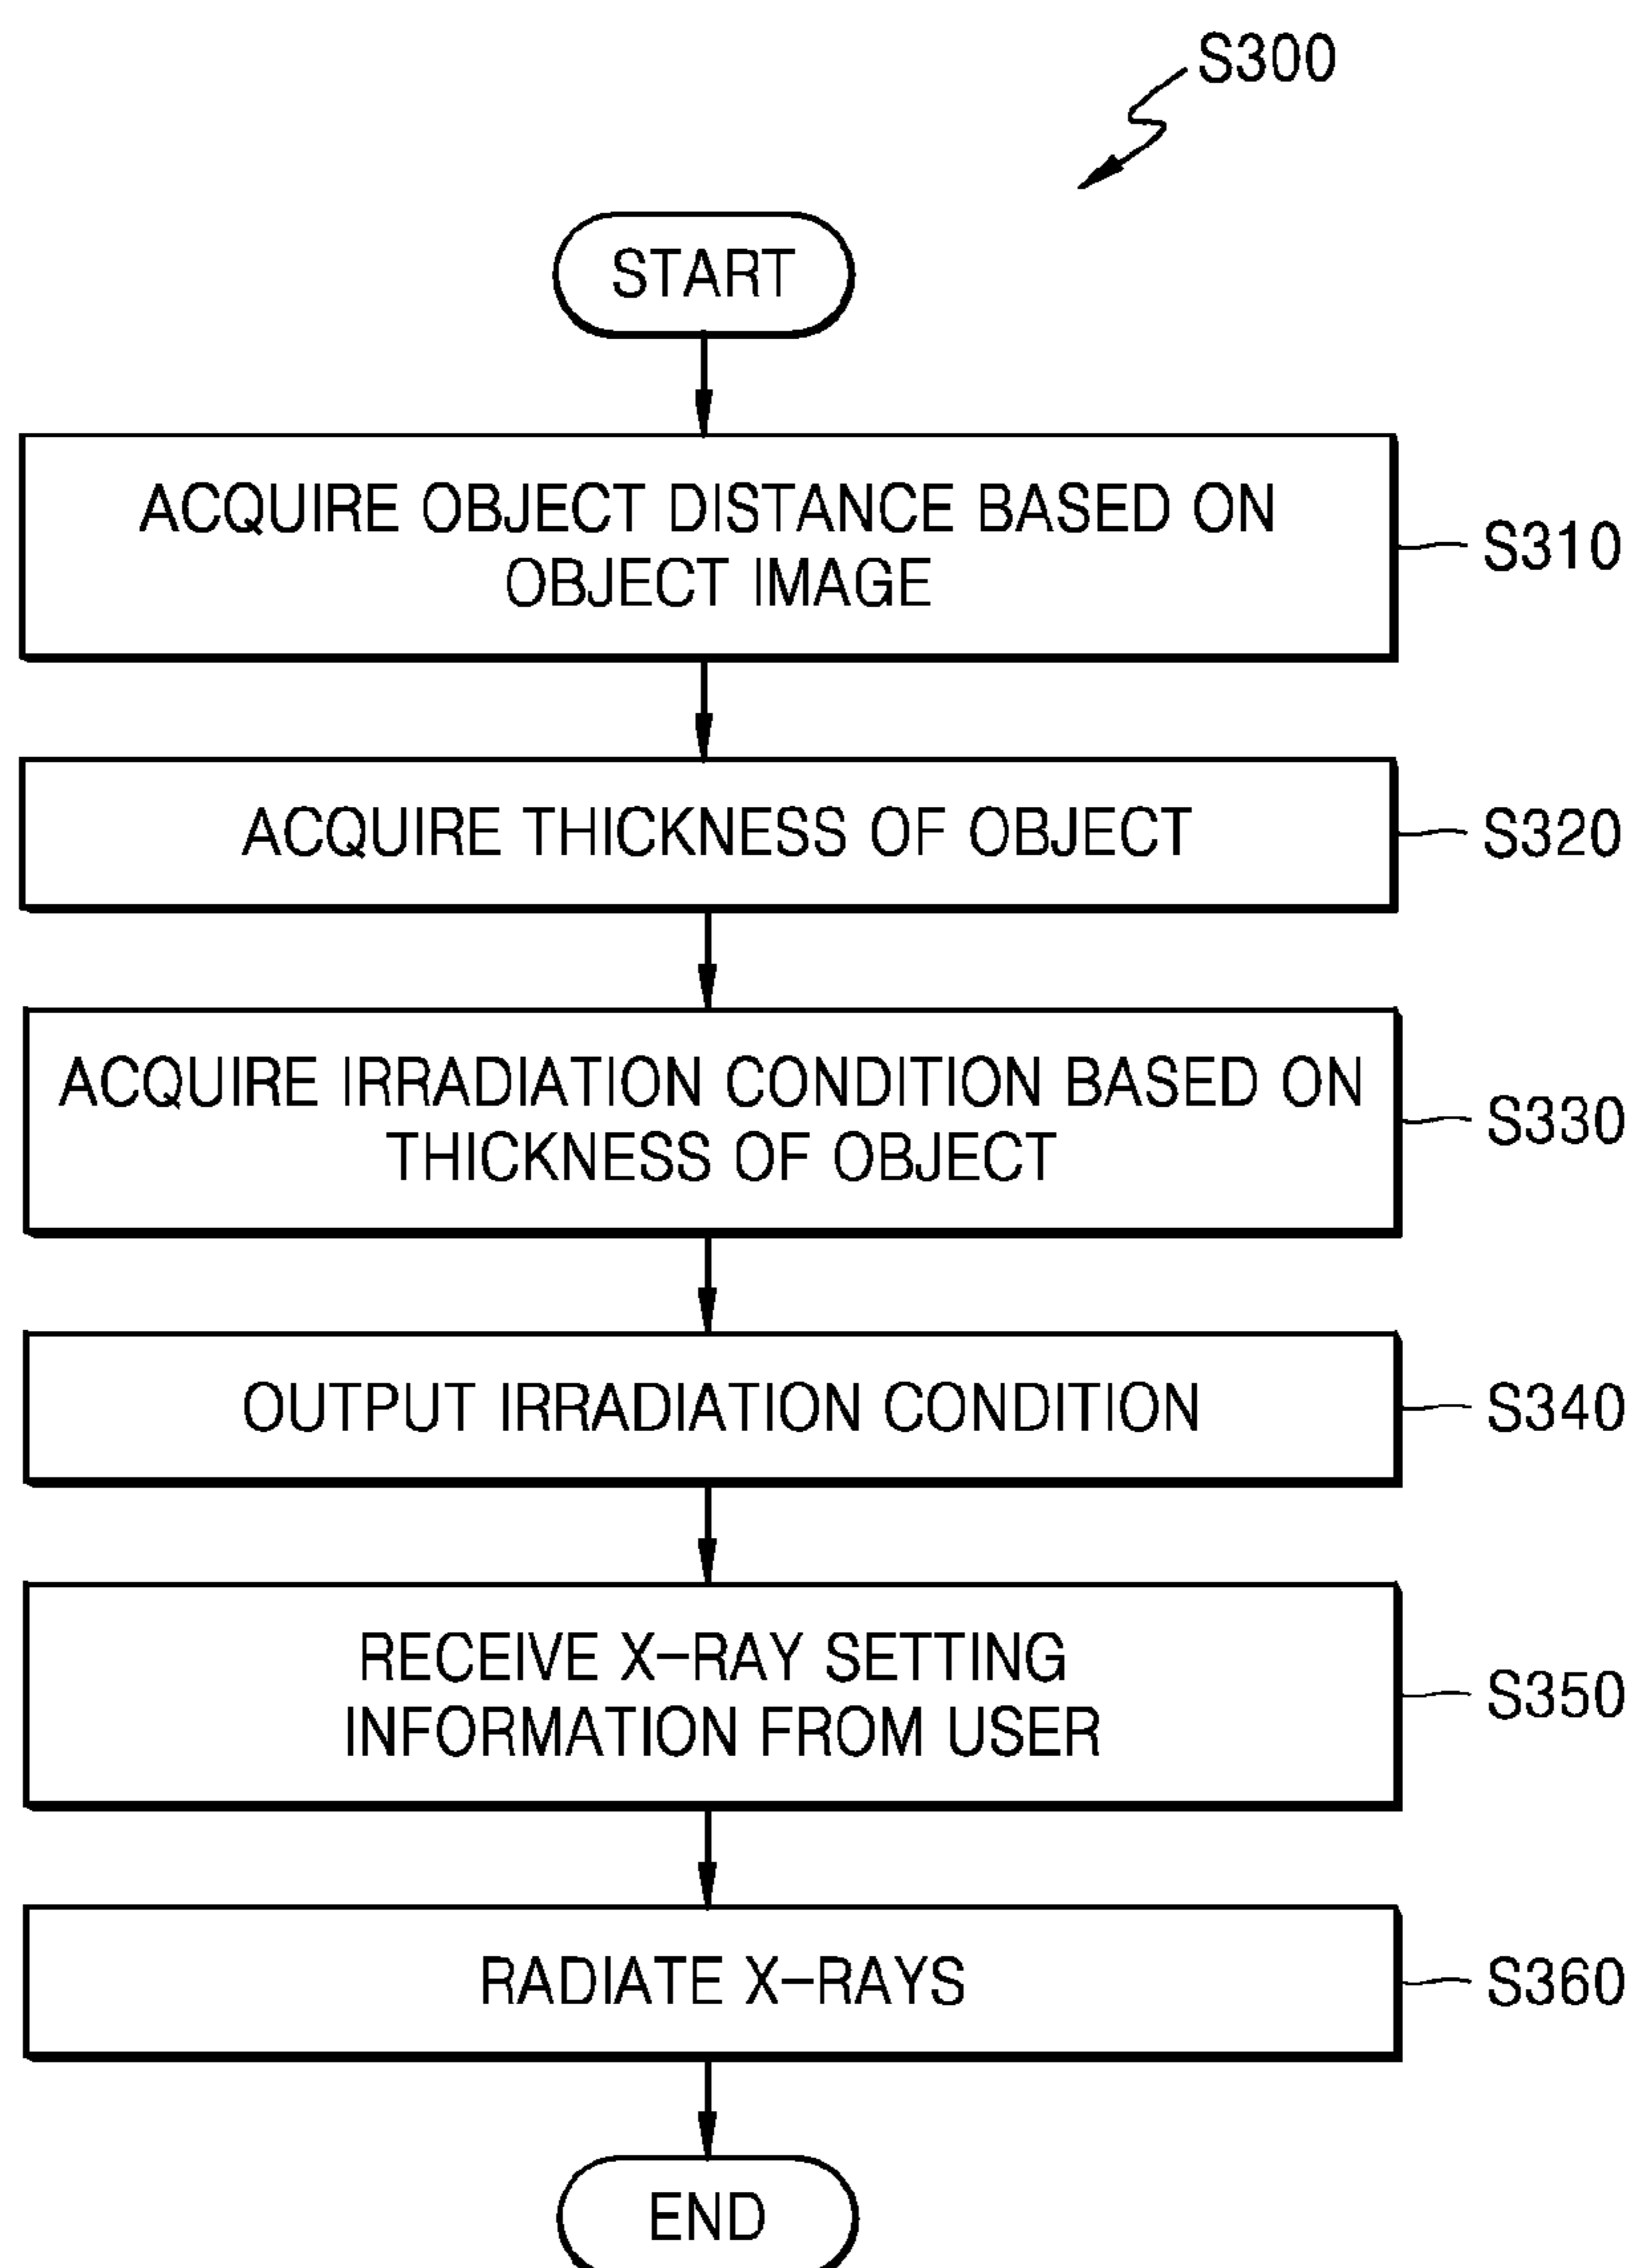 S300
START
ACQUIRE OBJECT DISTANCE BASED ON
OBJECT IMAGE
S310
ACQUIRE THICKNESS OF OBJECT
S320
ACQUIRE IRRADIATION CONDITION BASED ON
THICKNESS OF OBJECT
S330
OUTPUT IRRADIATION CONDITION
S340
RECEIVE X-RAY SETTING
INFORMATION FROM USER
S350
RADIATE X-RAYS
S360
END